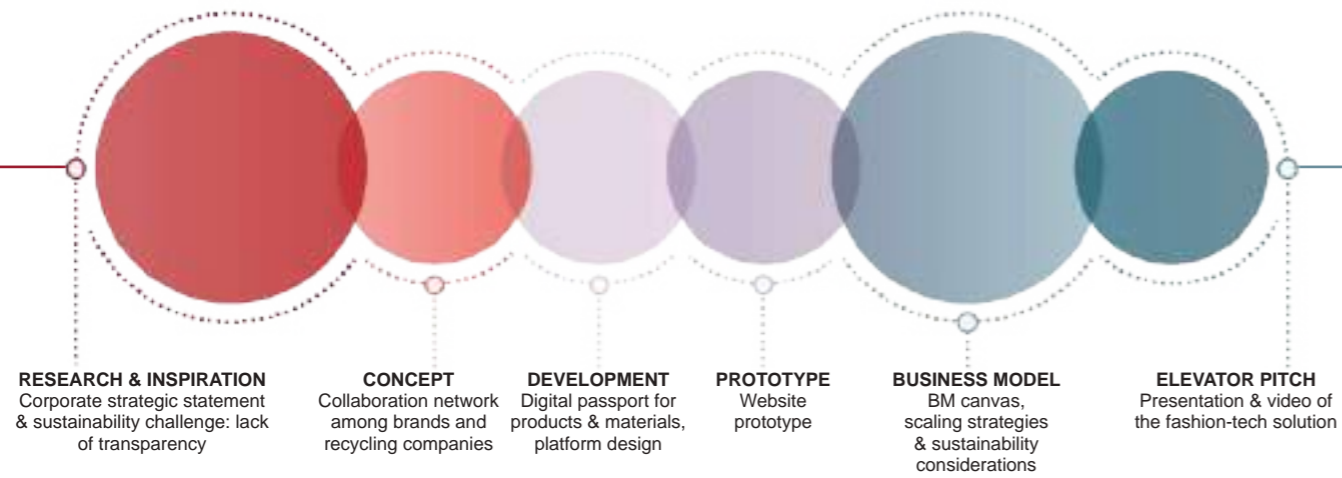 RESEARCH & INSPIRATION
Corporate strategic statement
& sustainability challenge: lack
of transparency
CONCEPT
Collaboration network
among brands and
recycling companies
DEVELOPMENT
Digital passport for
products & materials,
platform design
PROTOTYPE
Website
prototype
BUSINESS MODEL
BM canvas,
scaling strategies
& sustainability
considerations
ELEVATOR PITCH
Presentation & video of
the fashion-tech solution